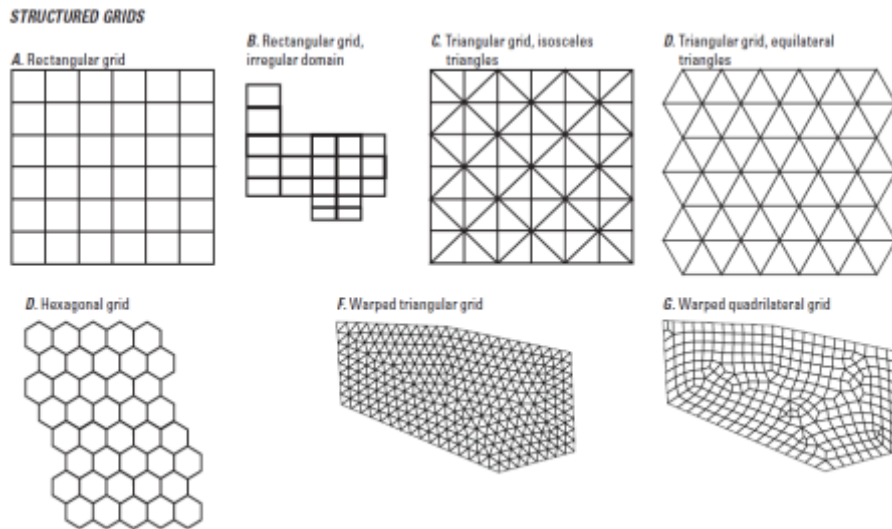 STRUCTURED GRIDS
A. Rectangular grid
B. Rectangular grid,
irregular domain
C. Triangular grid, isosceles
triangles
D. Triangular grid, equilateral
triangles
D. Hexagonal grid
F. Warped triangular grid
G. Warped quadrilateral grid